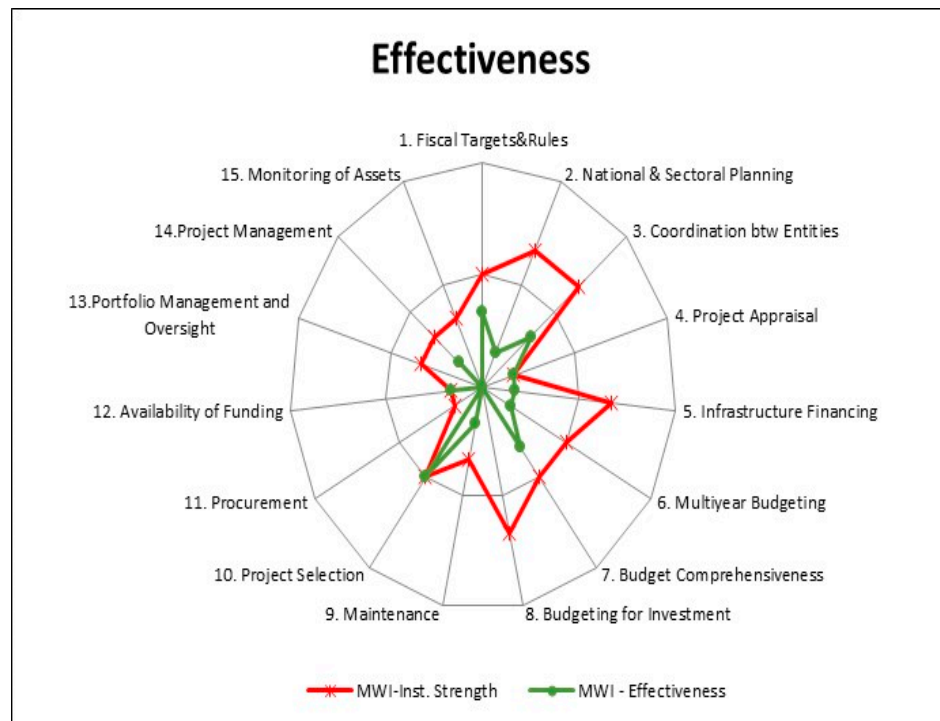 Effectiveness
1. Fiscal Targets&Rules
15. Monitoring of Assets
2. National & Sectoral Planning
14.Project Management
3. Coordination btw Entities
13.Portfolio Management and
Oversight
4. Project Appraisal
12. Availability of Funding
5. Infrastructure Financing
11. Procurement
6. Multiyear Budgeting
10. Project Selection
7. Budget Comprehensiveness
9. Maintenance
8. Budgeting for Investment
MWI-Inst. Strength
MWI - Effectiveness